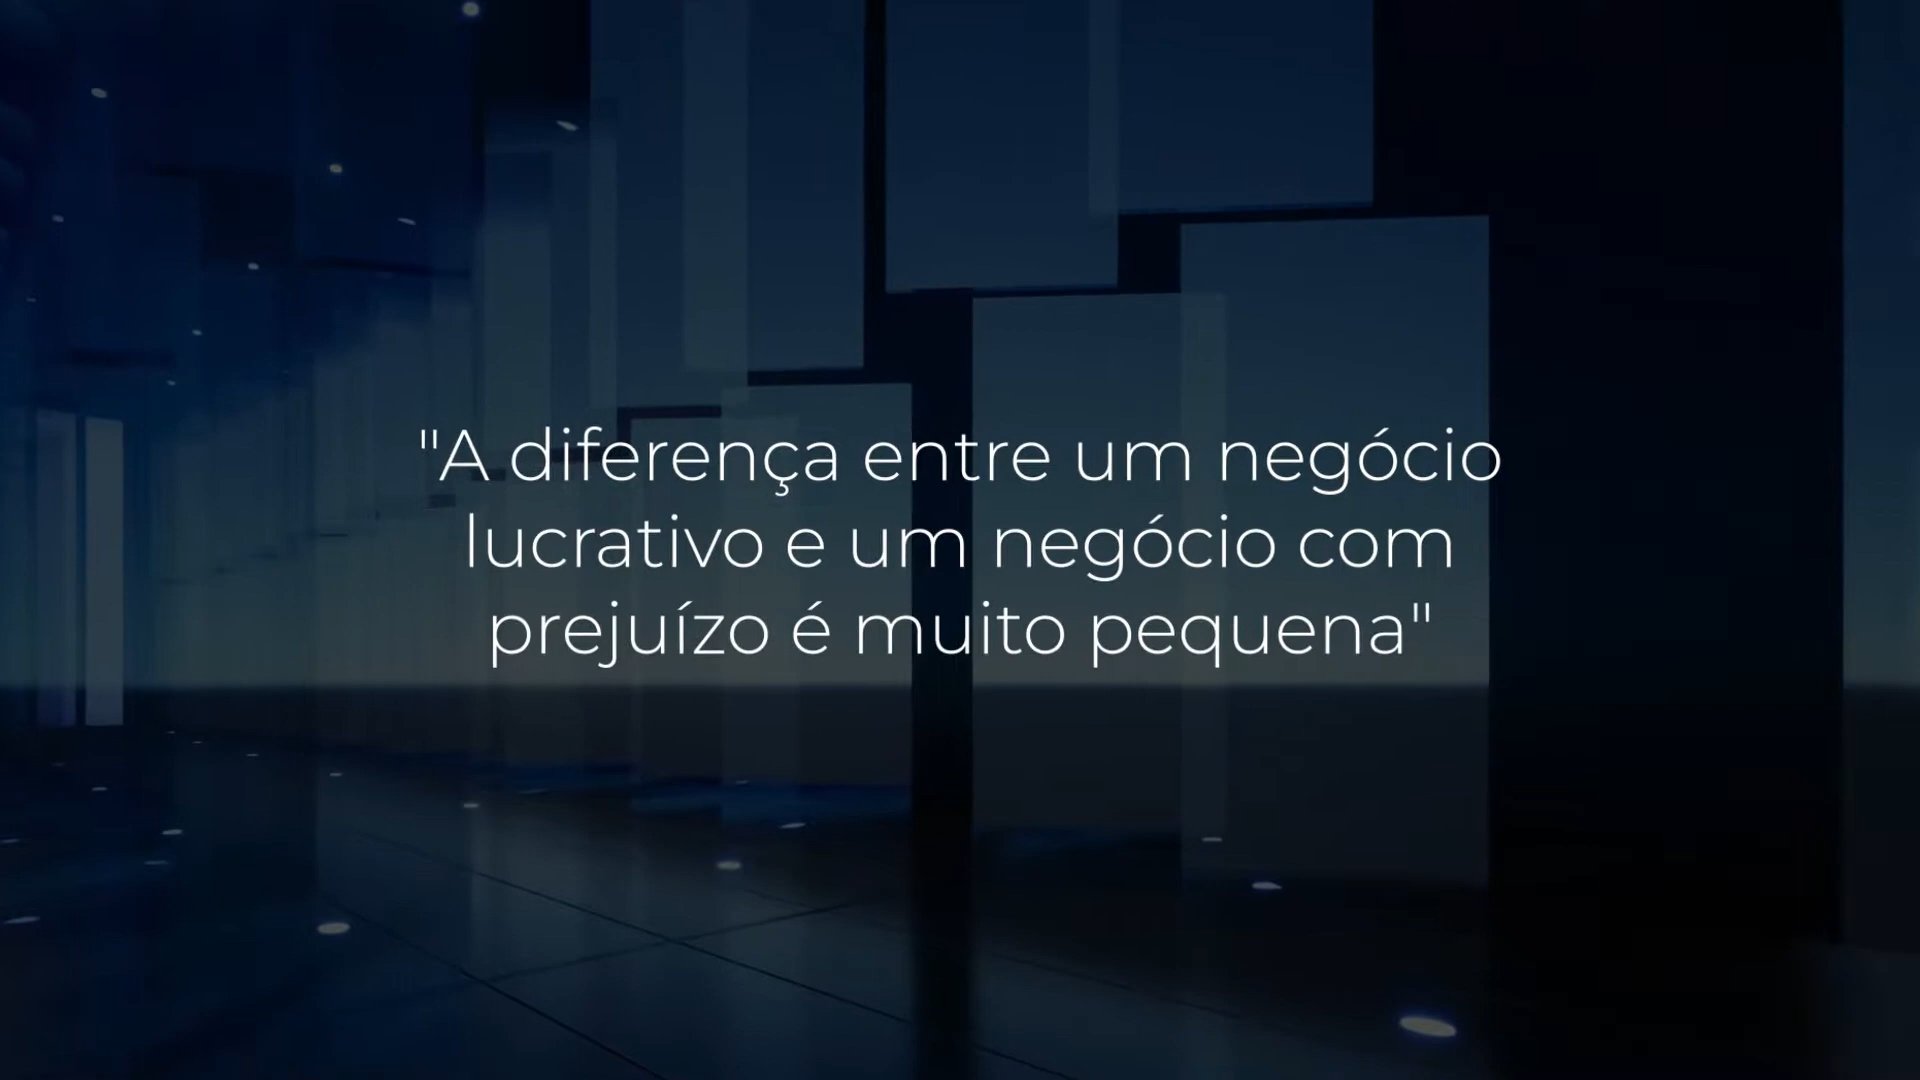 "A diferença entre um negócio
lucrativo e um negócio com
prejuízo é muito pequena"